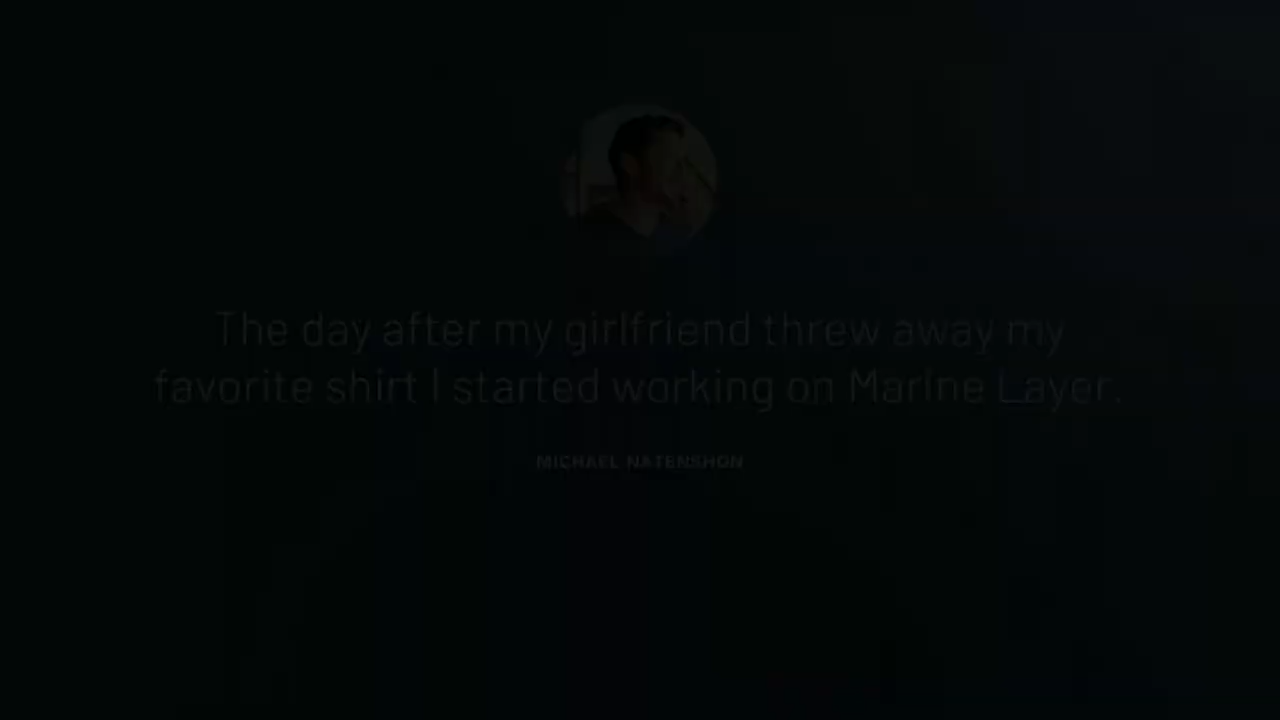 The day after my girlfriend threw away my
favorite shirt I started working on Marine Layer.
MICHAEL NATENSHON